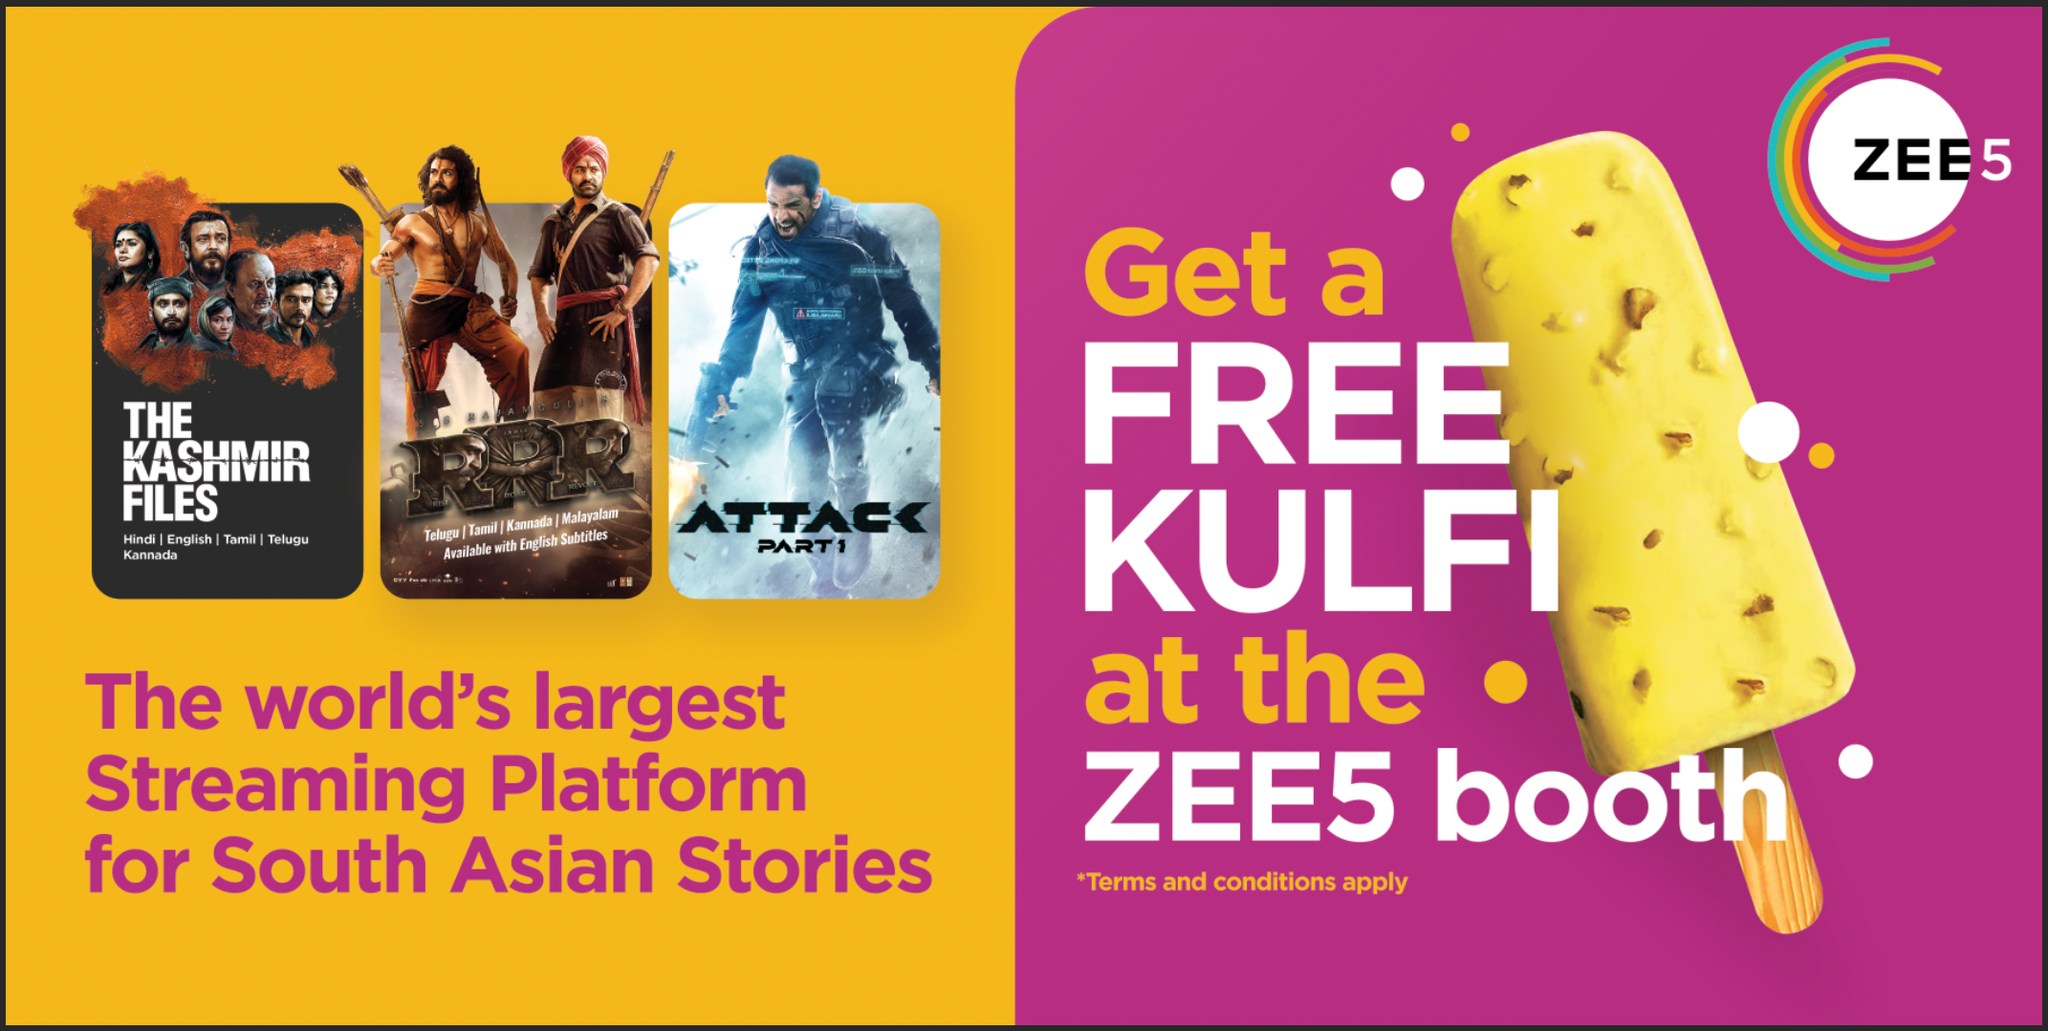 THE
KASHMIR
FILES
Hindi | English | Tamil | Telugu
Kannada
RRR
Telugu | Tamil | Kannada | Malayalam
Available with English Subtitles
ATTACK
PART 1
The world's largest
Streaming Platform
for South Asian Stories
ZEE5
Get a
FREE
KULFI
at the
ZEE5 booth
*Terms and conditions apply